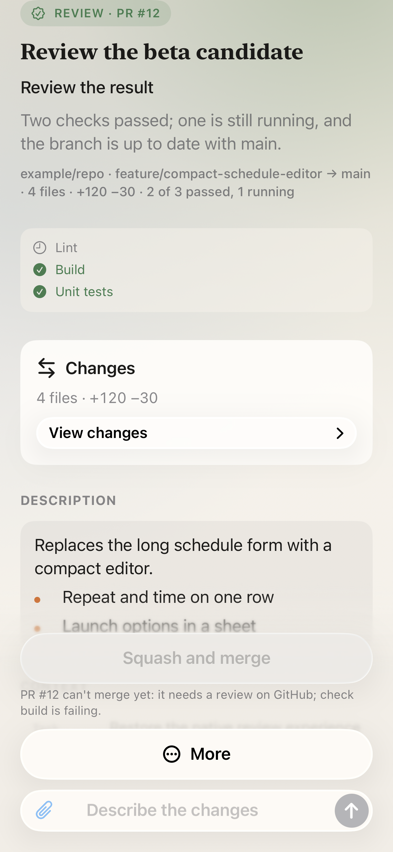 REVIEW · PR #12
Review the beta candidate
Review the result
Two checks passed; one is still running, and
the branch is up to date with main.
example/repo · feature/compact-schedule-editor → main
· 4 files · +120 −30 · 2 of 3 passed, 1 running
Lint
Build
Unit tests
Changes
4 files · +120 −30
View changes
DESCRIPTION
Replaces the long schedule form with a
compact editor.
• Repeat and time on one row
• Launch options in a sheet
Squash and merge
PR #12 can't merge yet: it needs a review on GitHub; check
build is failing.
More
Describe the changes